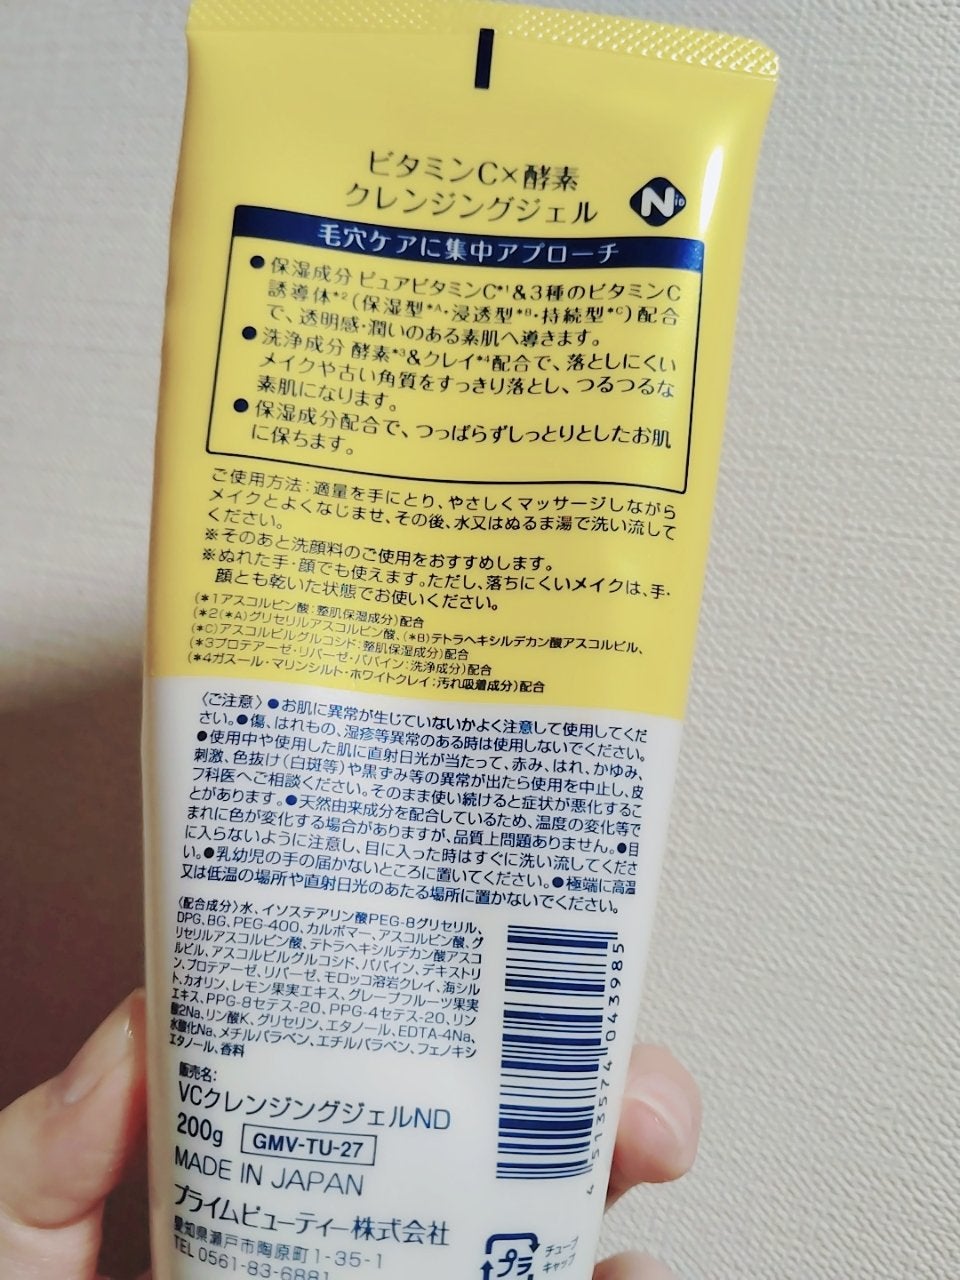 ビタミンC×酵素
クレンジングジェル
Nid
毛穴ケアに集中アプローチ
●保湿成分 ピュアビタミンC*1&3種のビタミンC
誘導体*2(保湿型*A・浸透型*B・持続型*C)配合
で、透明感・潤いのある素肌へ導きます。
●洗浄成分 酵素*3&クレイ*4配合で、落としにくい
メイクや古い角質をすっきり落とし、つるつるな
素肌になります。
●保湿成分配合で、つっぱらずしっとりとしたお肌
に保ちます。
ご使用方法:適量を手にとり、やさしくマッサージしながら
メイクとよくなじませ、その後、水又はぬるま湯で洗い流して
ください。
※そのあと洗顔料のご使用をおすすめします。
※ぬれた手・顔でも使えます。ただし、落ちにくいメイクは、手・
顔とも乾いた状態でお使いください。
(*1アスコルビン酸:整肌保湿成分)配合
(*2(*A)グリセリルアスコルビン酸、(*B)テトラヘキシルデカン酸アスコルビル、
(*C)アスコルビルグルコシド:整肌保湿成分)配合
(*3プロテアーゼ・リパーゼ・パパイン:洗浄成分)配合
(*4ガスール・マリンシルト・ホワイトクレイ:汚れ吸着成分)配合
〈ご注意〉●お肌に異常が生じていないかよく注意して使用してくだ
さい。●傷、はれもの、湿疹等異常のある時は使用しないでください。
●使用中や使用した肌に直射日光が当たって、赤み、はれ、かゆみ、
刺激、色抜け(白斑等)や黒ずみ等の異常が出たら使用を中止し、皮
フ科医へご相談ください。そのまま使い続けると症状が悪化するこ
とがあります。●天然由来成分を配合しているため、温度の変化等で
まれに色が変化する場合がありますが、品質上問題ありません。●目
に入らないように注意し、目に入った時はすぐに洗い流してくださ
い。●乳幼児の手の届かないところに置いてください。●極端に高温
又は低温の場所や直射日光のあたる場所に置かないでください。
〈配合成分〉水、イソステアリン酸PEG-8グリセリル、
DPG、BG、PEG-400、カルボマー、アスコルビン酸、グ
リセリルアスコルビン酸、テトラヘキシルデカン酸アスコ
ルビル、アスコルビルグルコシド、パパイン、デキストリ
ン、プロテアーゼ、リパーゼ、モロッコ溶岩クレイ、海シル
ト、カオリン、レモン果実エキス、グレープフルーツ果実
エキス、PPG-8セテス-20、PPG-4セテス-20、リン
酸2Na、リン酸K、グリセリン、エタノール、EDTA-4Na、
水酸化Na、メチルパラベン、エチルパラベン、フェノキシ
エタノール、香料
4 513574 043985
販売名:
VCクレンジングジェルND
200g GMV-TU-27
MADE IN JAPAN
プライムビューティー株式会社
愛知県瀬戸市陶原町1-35-1
TEL 0561-83-6881
プラ
チューブ
キャップ